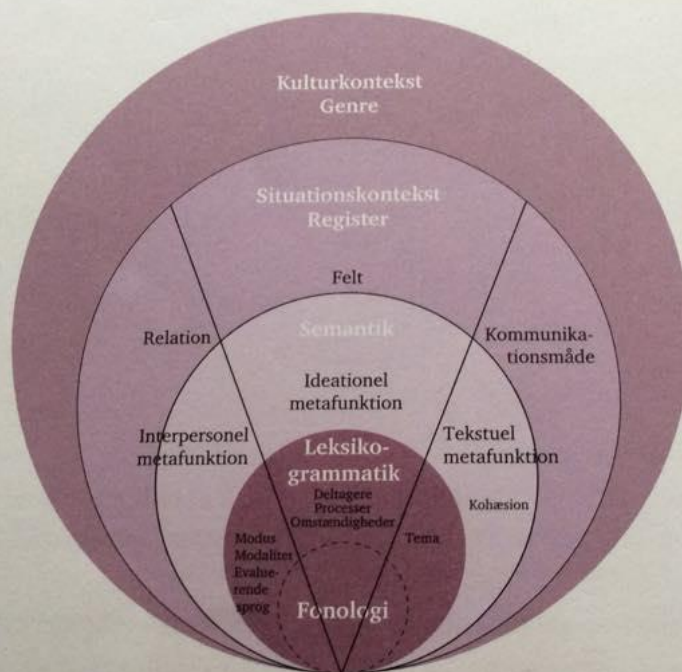 Kulturkontekst
Genre
Situationskontekst
Register
Felt
Relation
Semantik
Kommunika-
tionsmåde
Ideationel
metafunktion
Interpersonel
metafunktion
Tekstuel
metafunktion
Leksiko-
grammatik
Deltagere
Processer
Omstændigheder
Kohæsion
Modus
Modalitet
Evalue-
rende
sprog
Tema
Fonologi